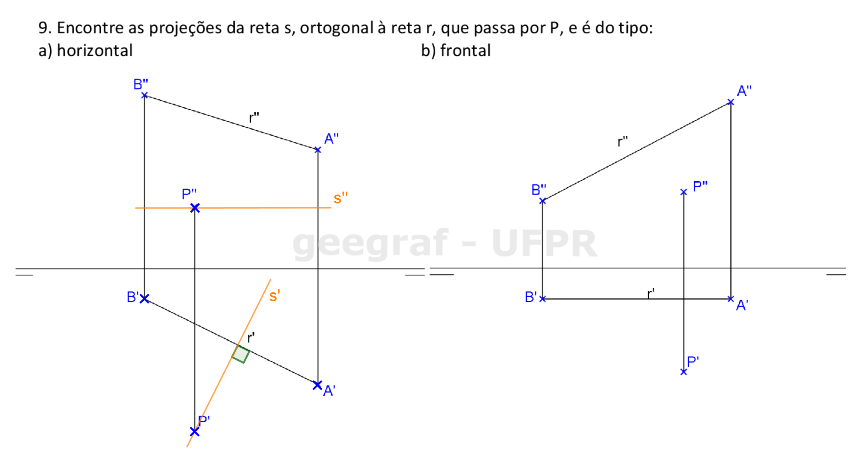 9. Encontre as projeções da reta s, ortogonal à reta r, que passa por P, e é do tipo:
a) horizontal
b) frontal
B"
r"
A"
P"
s"
B'
s'
r'
A'
P'
A"
r"
B"
P"
B'
r'
A'
P'
geegraf - UFPR